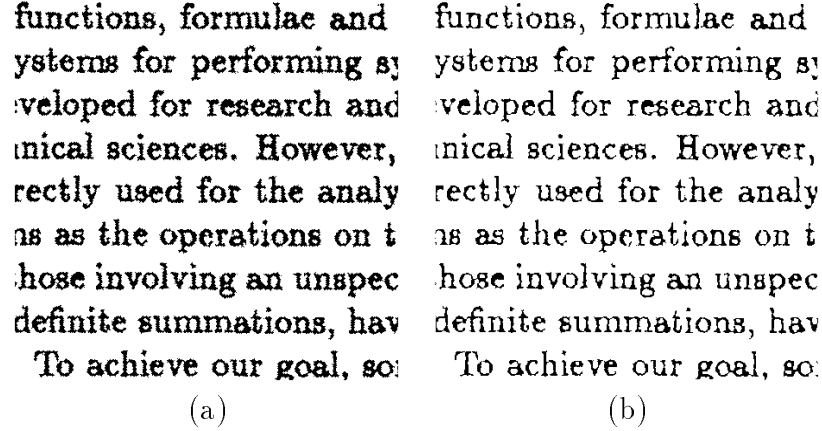 functions, formulae and
ystems for performing sy
veloped for research and
nical sciences. However,
rectly used for the analy
ns as the operations on t
hose involving an unspec
definite summations, hav
To achieve our goal, so
(a)
functions, formulae and
ystems for performing sy
veloped for research and
nical sciences. However,
rectly used for the analy
ns as the operations on t
hose involving an unspec
definite summations, hav
To achieve our goal, so
(b)